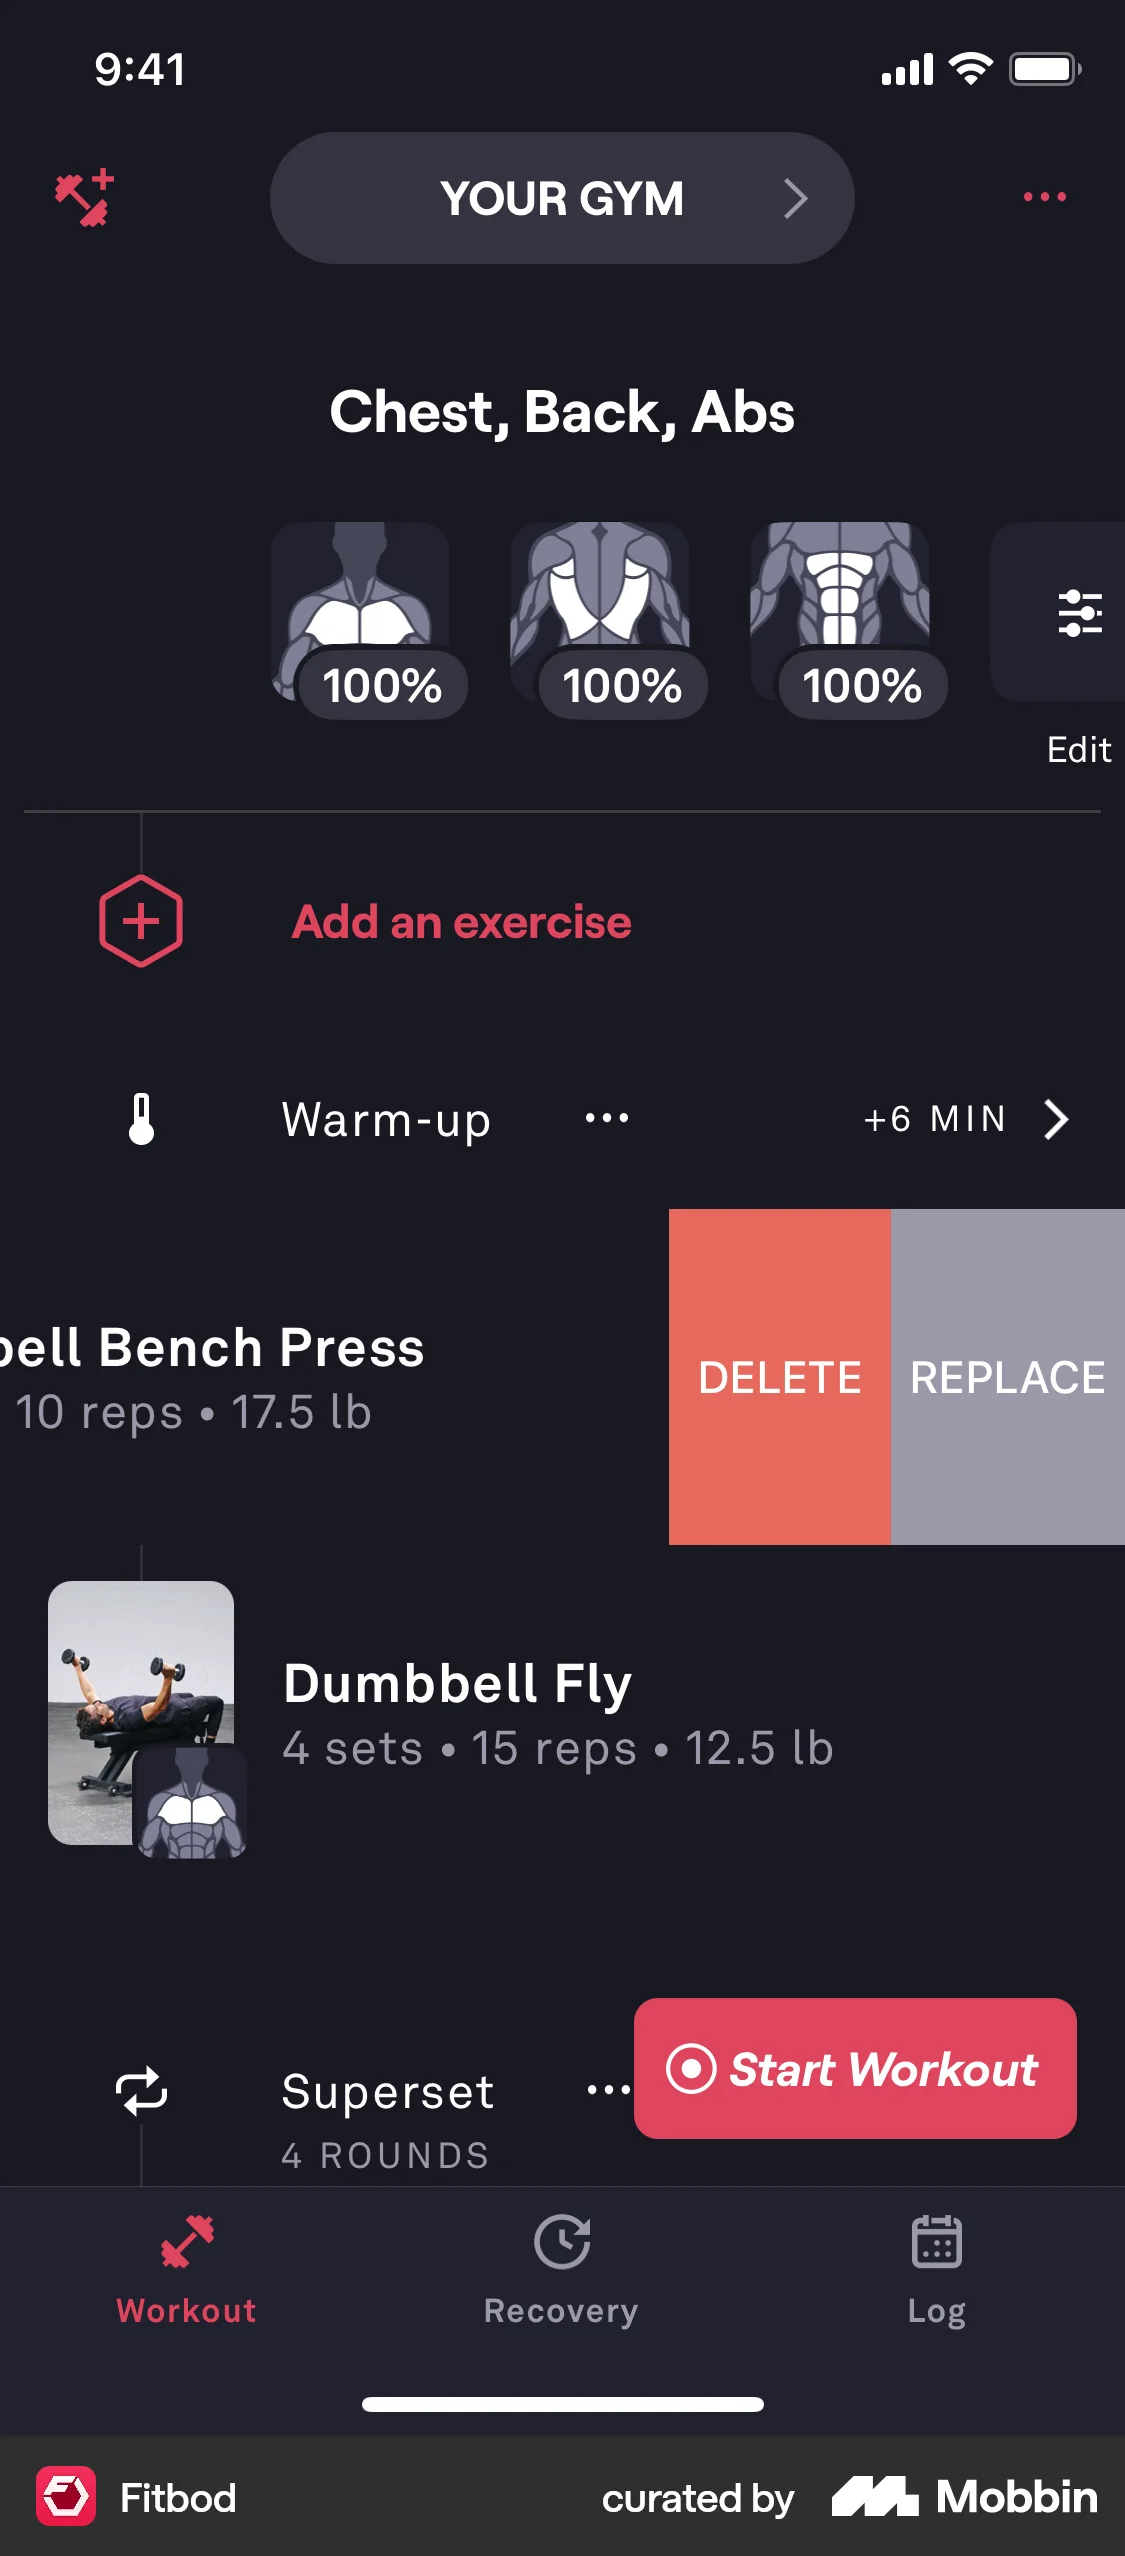 9:41
YOUR GYM
Chest, Back, Abs
100% 100% 100%
Edit
Add an exercise
Warm-up +6 MIN
bell Bench Press
10 reps • 17.5 lb
DELETE REPLACE
Dumbbell Fly
4 sets • 15 reps • 12.5 lb
Start Workout
Superset
4 ROUNDS
Workout Recovery Log
Fitbod curated by Mobbin